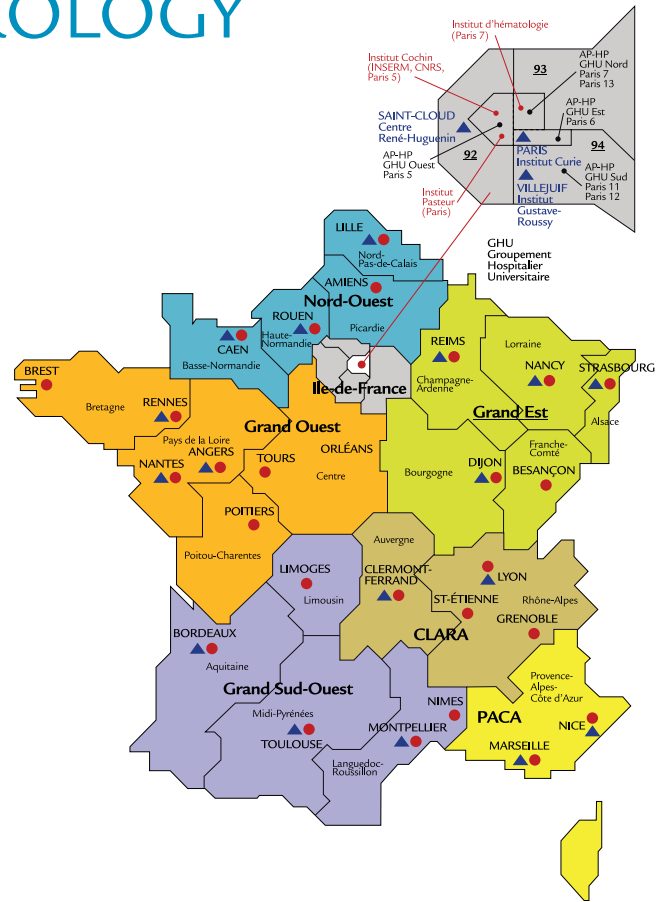 ROLOGY
Institut d'hématologie
(Paris 7)
Institut Cochin
(INSERM, CNRS,
Paris 5)
93
AP-HP
GHU Nord
Paris 7
Paris 13
AP-HP
GHU Est
Paris 6
SAINT-CLOUD
Centre
René-Huguenin
92
94
AP-HP
GHU Ouest
Paris 5
PARIS
Institut Curie
AP-HP
GHU Sud
Paris 11
Paris 12
Institut
Pasteur
(Paris)
VILLEJUIF
Institut
Gustave-
Roussy
GHU
Groupement
Hospitalier
Universitaire
LILLE
Nord-
Pas-de-Calais
AMIENS
Nord-Ouest
Picardie
ROUEN
Haute-
Normandie
CAEN
Basse-Normandie
Ile-de-France
REIMS
Champagne-
Ardenne
Lorraine
NANCY
STRASBOURG
Alsace
Grand Est
BREST
Bretagne
RENNES
Pays de la Loire
Grand Ouest
ANGERS
NANTES
TOURS
ORLÉANS
Centre
Bourgogne
DIJON
Franche-
Comté
BESANÇON
POITIERS
Poitou-Charentes
Auvergne
LIMOGES
Limousin
CLERMONT-
FERRAND
LYON
ST-ÉTIENNE
Rhône-Alpes
GRENOBLE
CLARA
BORDEAUX
Aquitaine
Grand Sud-Ouest
Midi-Pyrénées
TOULOUSE
NIMES
MONTPELLIER
Languedoc-
Roussillon
Provence-
Alpes-
Côte d'Azur
PACA
NICE
MARSEILLE